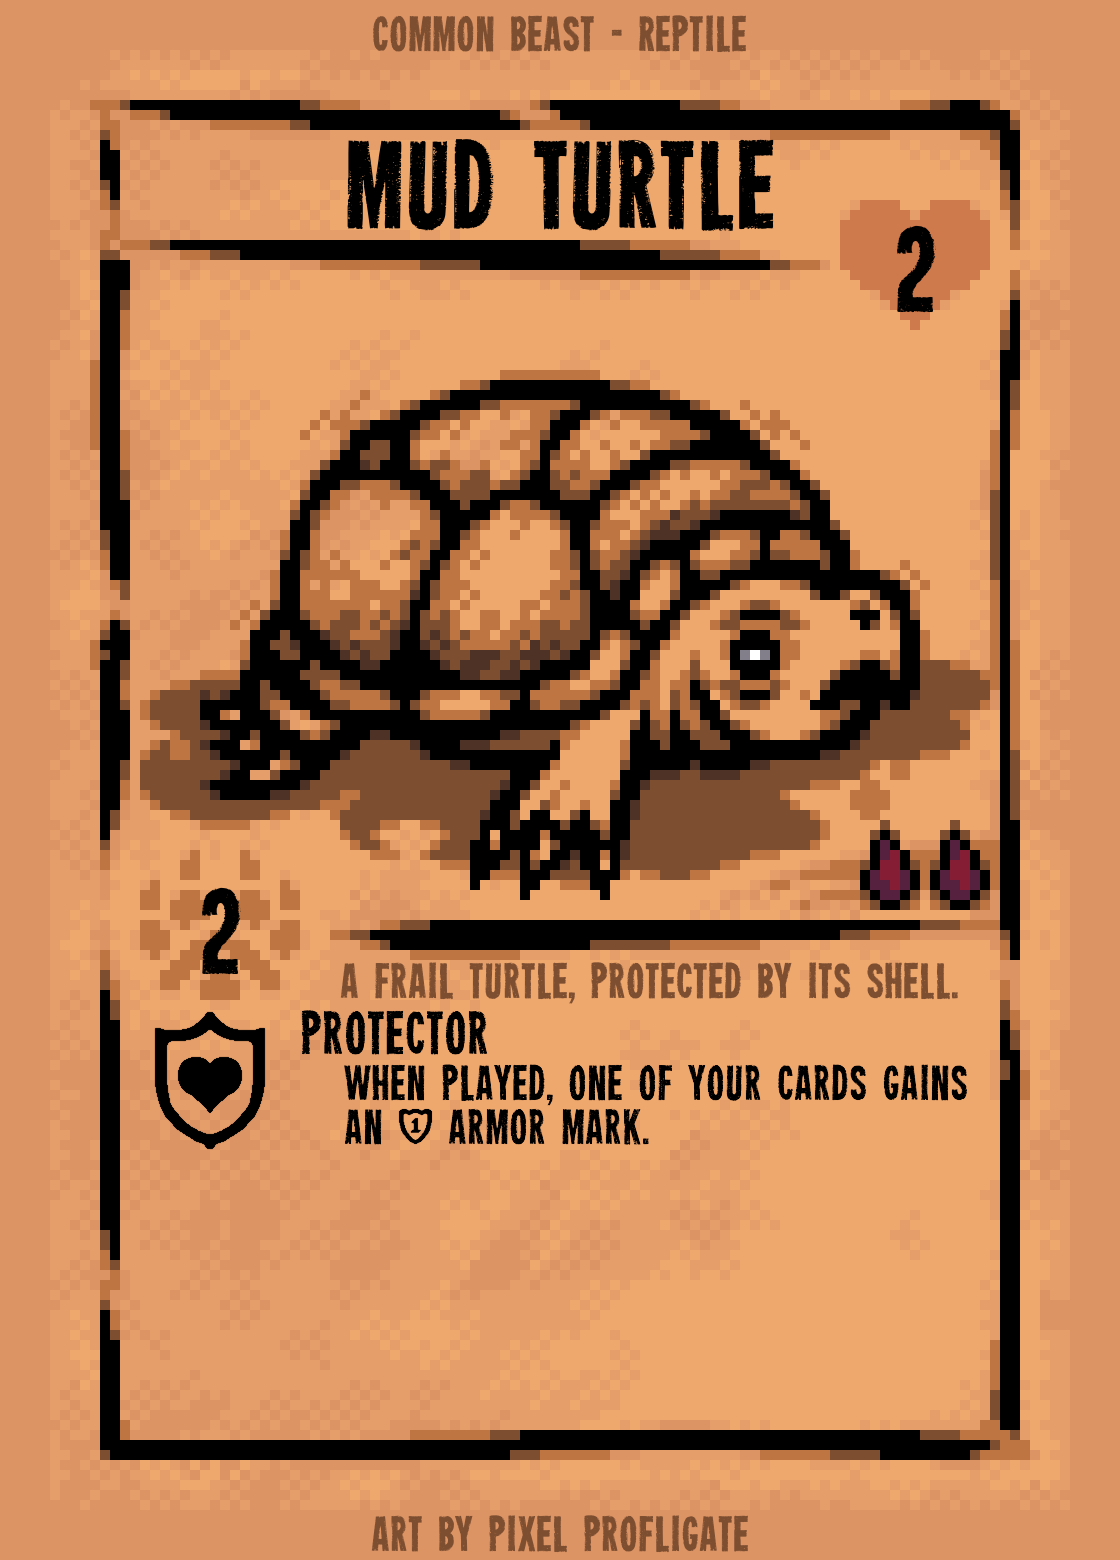 COMMON BEAST - REPTILE
MUD TURTLE
2
2
A FRAIL TURTLE, PROTECTED BY ITS SHELL.
PROTECTOR
WHEN PLAYED, ONE OF YOUR CARDS GAINS
AN 1 ARMOR MARK.
ART BY PIXEL PROFLIGATE